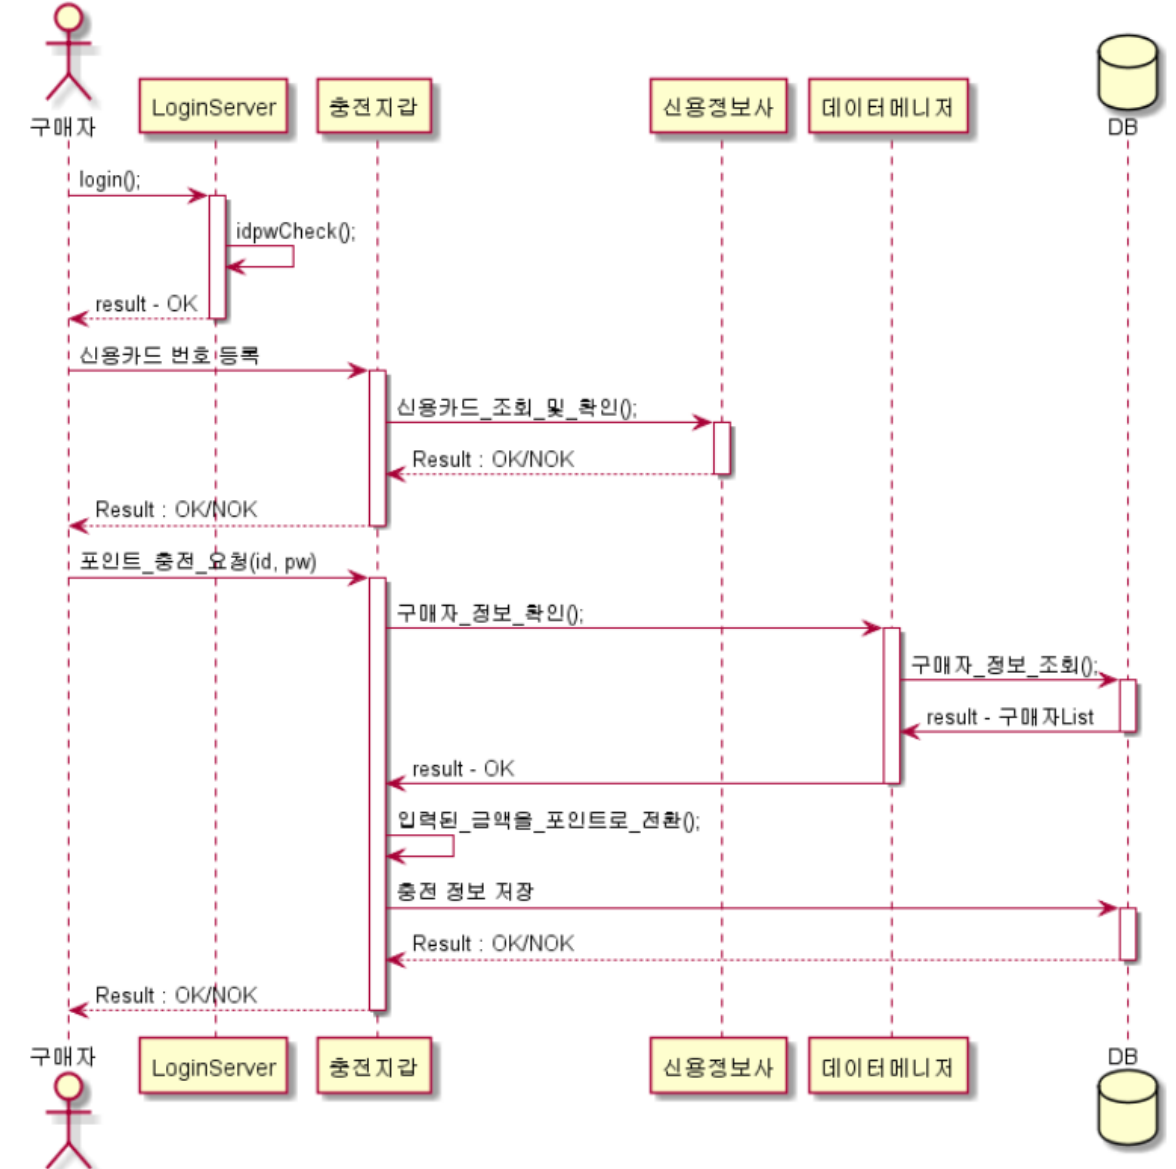 구매자
LoginServer
충전지갑
신용정보사
데이터메니저
DB
login();
idpwCheck();
result - OK
신용카드 번호 등록
신용카드_조회_및_확인();
Result : OK/NOK
Result : OK/NOK
포인트_충전_요청(id, pw)
구매자_정보_확인();
구매자_정보_조회();
result - 구매자List
result - OK
입력된_금액을_포인트로_전환();
충전 정보 저장
Result : OK/NOK
Result : OK/NOK
구매자
LoginServer
충전지갑
신용정보사
데이터메니저
DB